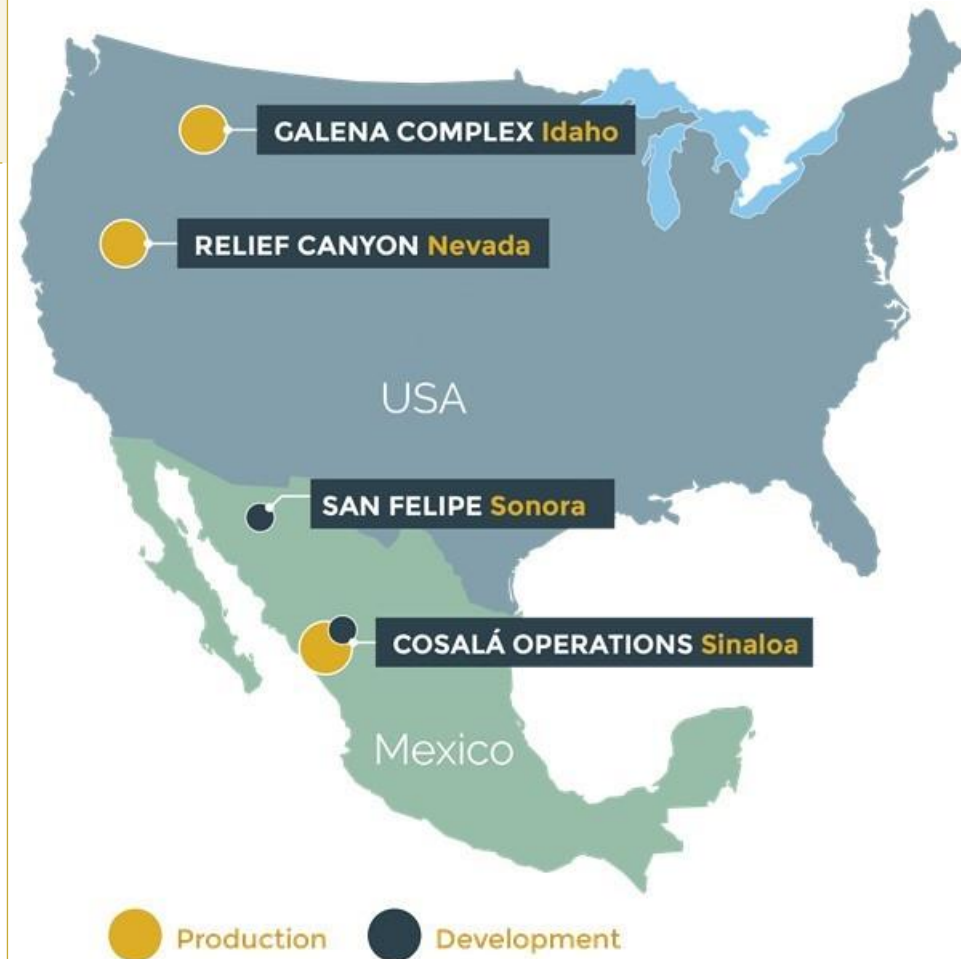 GALENA COMPLEX Idaho
RELIEF CANYON Nevada
USA
SAN FELIPE Sonora
COSALÁ OPERATIONS Sinaloa
Mexico
Production Development